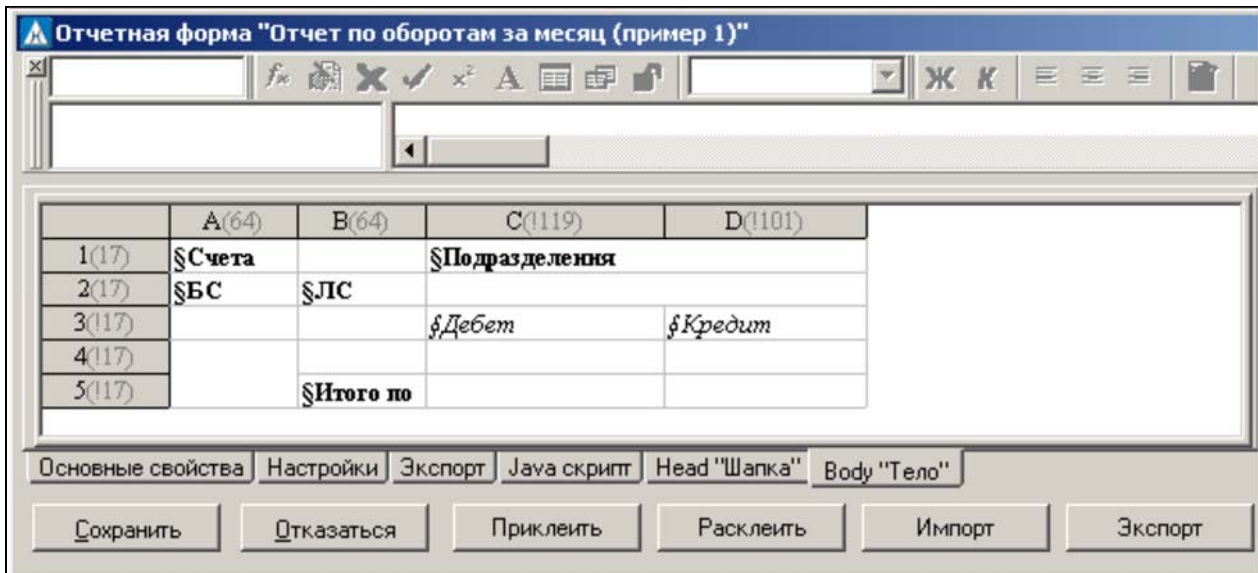 Отчетная форма "Отчет по оборотам за месяц (пример 1)"
Ж К
A(64) B(64) C(!119) D(!101)
1(17) §Счета §Подразделения
2(17) §БС §ЛС
3(!17) §Дебет §Кредит
4(!17)
5(!17) §Итого по
Основные свойства Настройки Экспорт Java скрипт Head "Шапка" Body "Тело"
Сохранить Отказаться Приклеить Расклеить Импорт Экспорт